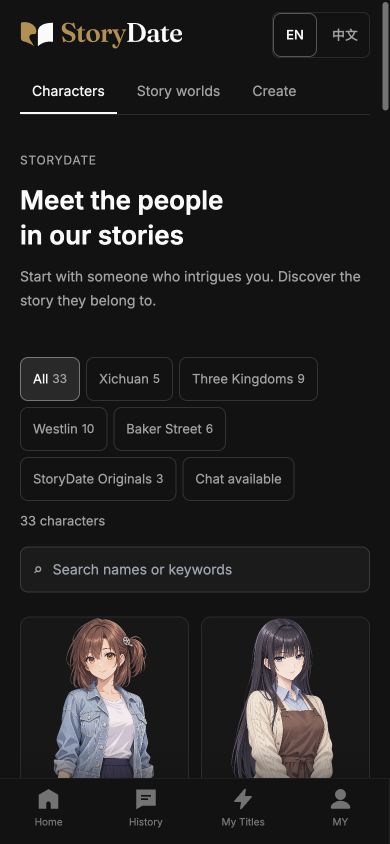 StoryDate
EN
中文
Characters
Story worlds
Create
STORYDATE
Meet the people
in our stories
Start with someone who intrigues you. Discover the
story they belong to.
All 33
Xichuan 5
Three Kingdoms 9
Westlin 10
Baker Street 6
StoryDate Originals 3
Chat available
33 characters
Search names or keywords
Home
History
My Titles
MY